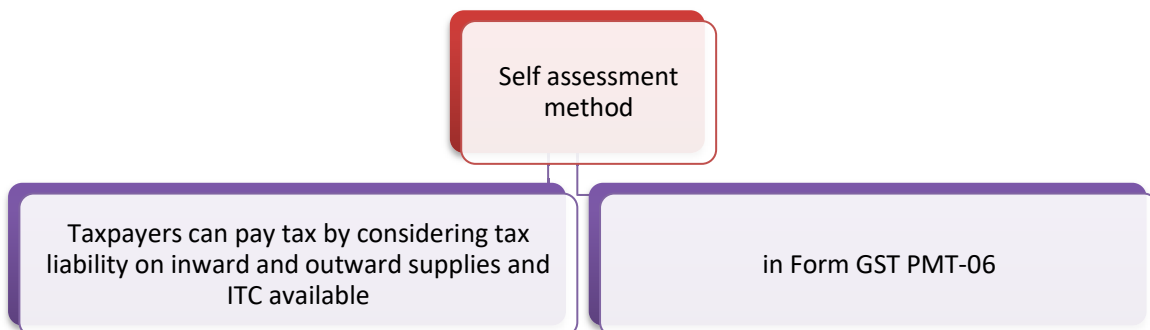 Self assessment
method
Taxpayers can pay tax by considering tax
liability on inward and outward supplies and
ITC available
in Form GST PMT-06